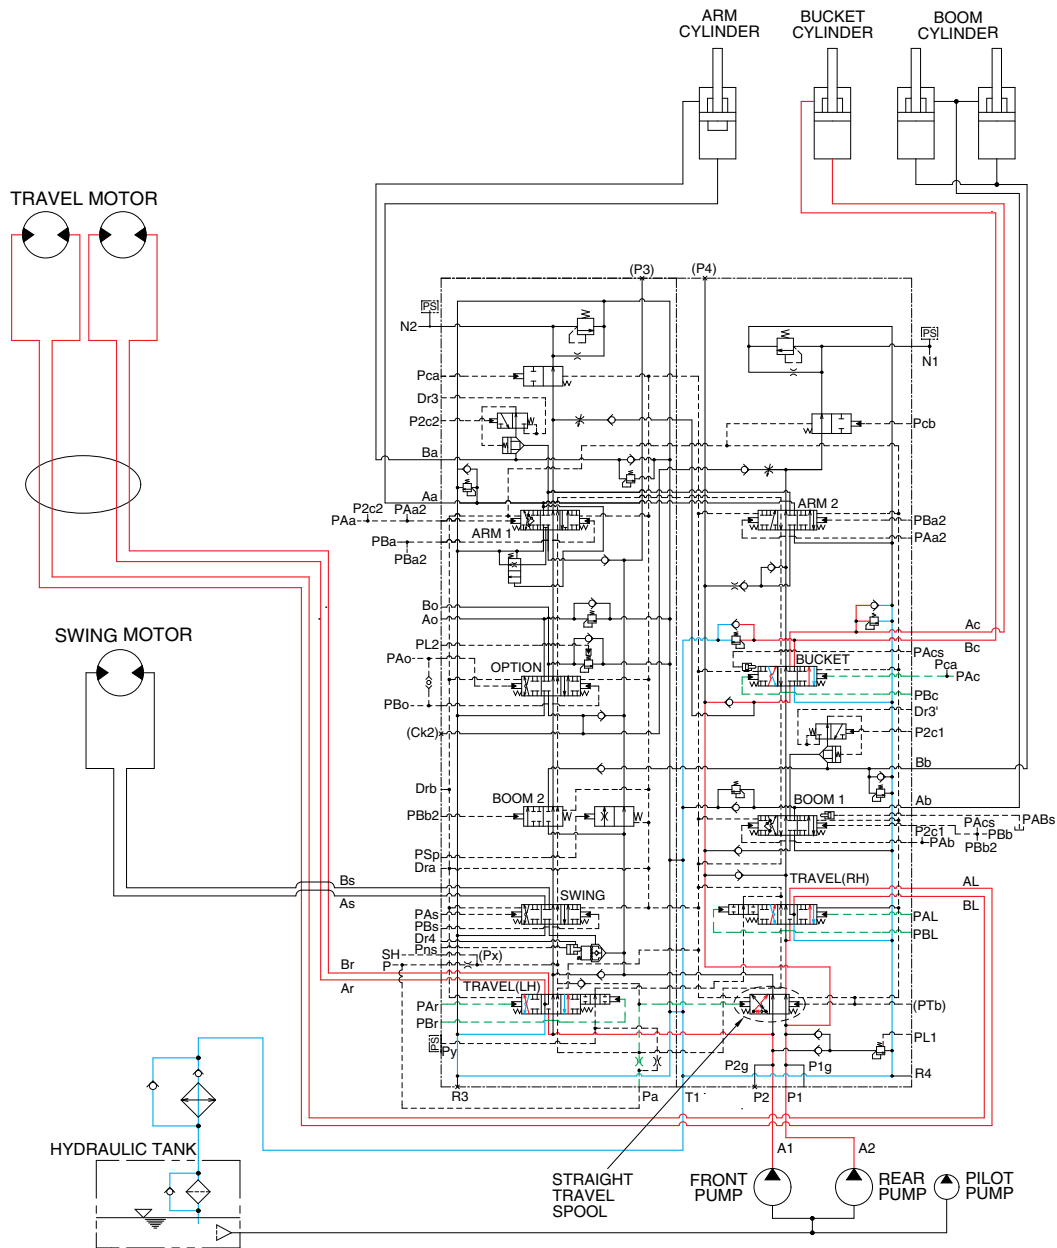 ARM
CYLINDER
BUCKET
CYLINDER
BOOM
CYLINDER
TRAVEL MOTOR
(P3)
(P4)
PS
N2
PS
N1
Pca
Dr3
P2c2
Pcb
Ba
Aa
P2c2
PAa2
PAa
ARM 1
PBa
PBa2
ARM 2
PBa2
PAa2
Bo
Ao
PL2
PAo
OPTION
PBo
(Ck2)
SWING MOTOR
Ac
Bc
PAcs
BUCKET
Pca
PAc
PBc
Dr3'
P2c1
Bb
Drb
BOOM 2
PBb2
PSp
Dra
Ab
BOOM 1
PABs
P2c1
PAcs
PBb
PAb
PBb2
TRAVEL(RH)
AL
BL
Bs
As
SWING
PAs
PBs
Dr4
Pns
SH
(Px)
P
PAL
PBL
Br
Ar
TRAVEL(LH)
PAr
PBr
(PTb)
PS
Py
PL1
P2g
P1g
R3
Pa
T1
P2
P1
R4
HYDRAULIC TANK
A1
A2
STRAIGHT
TRAVEL
SPOOL
FRONT
PUMP
REAR
PUMP
PILOT
PUMP